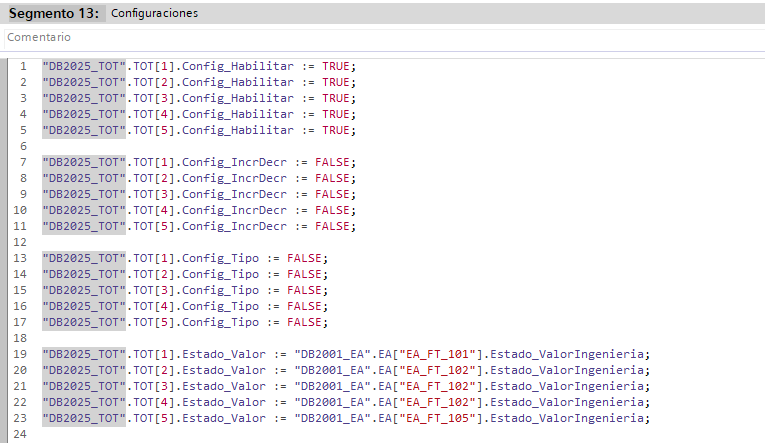 Segmento 13: Configuraciones
Comentario
1 "DB2025_TOT".TOT[1].Config_Habilitar := TRUE;
2 "DB2025_TOT".TOT[2].Config_Habilitar := TRUE;
3 "DB2025_TOT".TOT[3].Config_Habilitar := TRUE;
4 "DB2025_TOT".TOT[4].Config_Habilitar := TRUE;
5 "DB2025_TOT".TOT[5].Config_Habilitar := TRUE;
6
7 "DB2025_TOT".TOT[1].Config_IncrDecr := FALSE;
8 "DB2025_TOT".TOT[2].Config_IncrDecr := FALSE;
9 "DB2025_TOT".TOT[3].Config_IncrDecr := FALSE;
10 "DB2025_TOT".TOT[4].Config_IncrDecr := FALSE;
11 "DB2025_TOT".TOT[5].Config_IncrDecr := FALSE;
12
13 "DB2025_TOT".TOT[1].Config_Tipo := FALSE;
14 "DB2025_TOT".TOT[2].Config_Tipo := FALSE;
15 "DB2025_TOT".TOT[3].Config_Tipo := FALSE;
16 "DB2025_TOT".TOT[4].Config_Tipo := FALSE;
17 "DB2025_TOT".TOT[5].Config_Tipo := FALSE;
18
19 "DB2025_TOT".TOT[1].Estado_Valor := "DB2001_EA".EA["EA_FT_101"].Estado_ValorIngenieria;
20 "DB2025_TOT".TOT[2].Estado_Valor := "DB2001_EA".EA["EA_FT_102"].Estado_ValorIngenieria;
21 "DB2025_TOT".TOT[3].Estado_Valor := "DB2001_EA".EA["EA_FT_102"].Estado_ValorIngenieria;
22 "DB2025_TOT".TOT[4].Estado_Valor := "DB2001_EA".EA["EA_FT_102"].Estado_ValorIngenieria;
23 "DB2025_TOT".TOT[5].Estado_Valor := "DB2001_EA".EA["EA_FT_105"].Estado_ValorIngenieria;
24